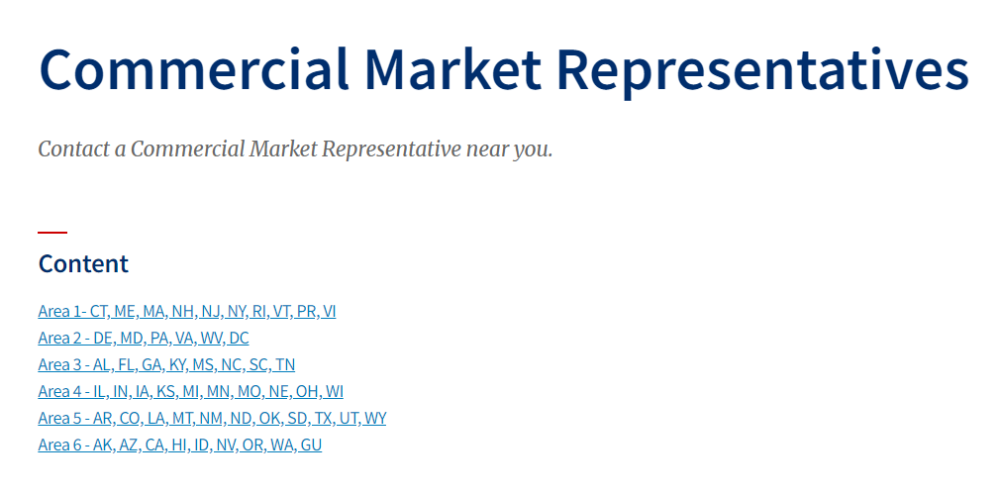 Commercial Market Representatives
Contact a Commercial Market Representative near you.
Content
Area 1- CT, ME, MA, NH, NJ, NY, RI, VT, PR, VI
Area 2 - DE, MD, PA, VA, WV, DC
Area 3 - AL, FL, GA, KY, MS, NC, SC, TN
Area 4 - IL, IN, IA, KS, MI, MN, MO, NE, OH, WI
Area 5 - AR, CO, LA, MT, NM, ND, OK, SD, TX, UT, WY
Area 6 - AK, AZ, CA, HI, ID, NV, OR, WA, GU